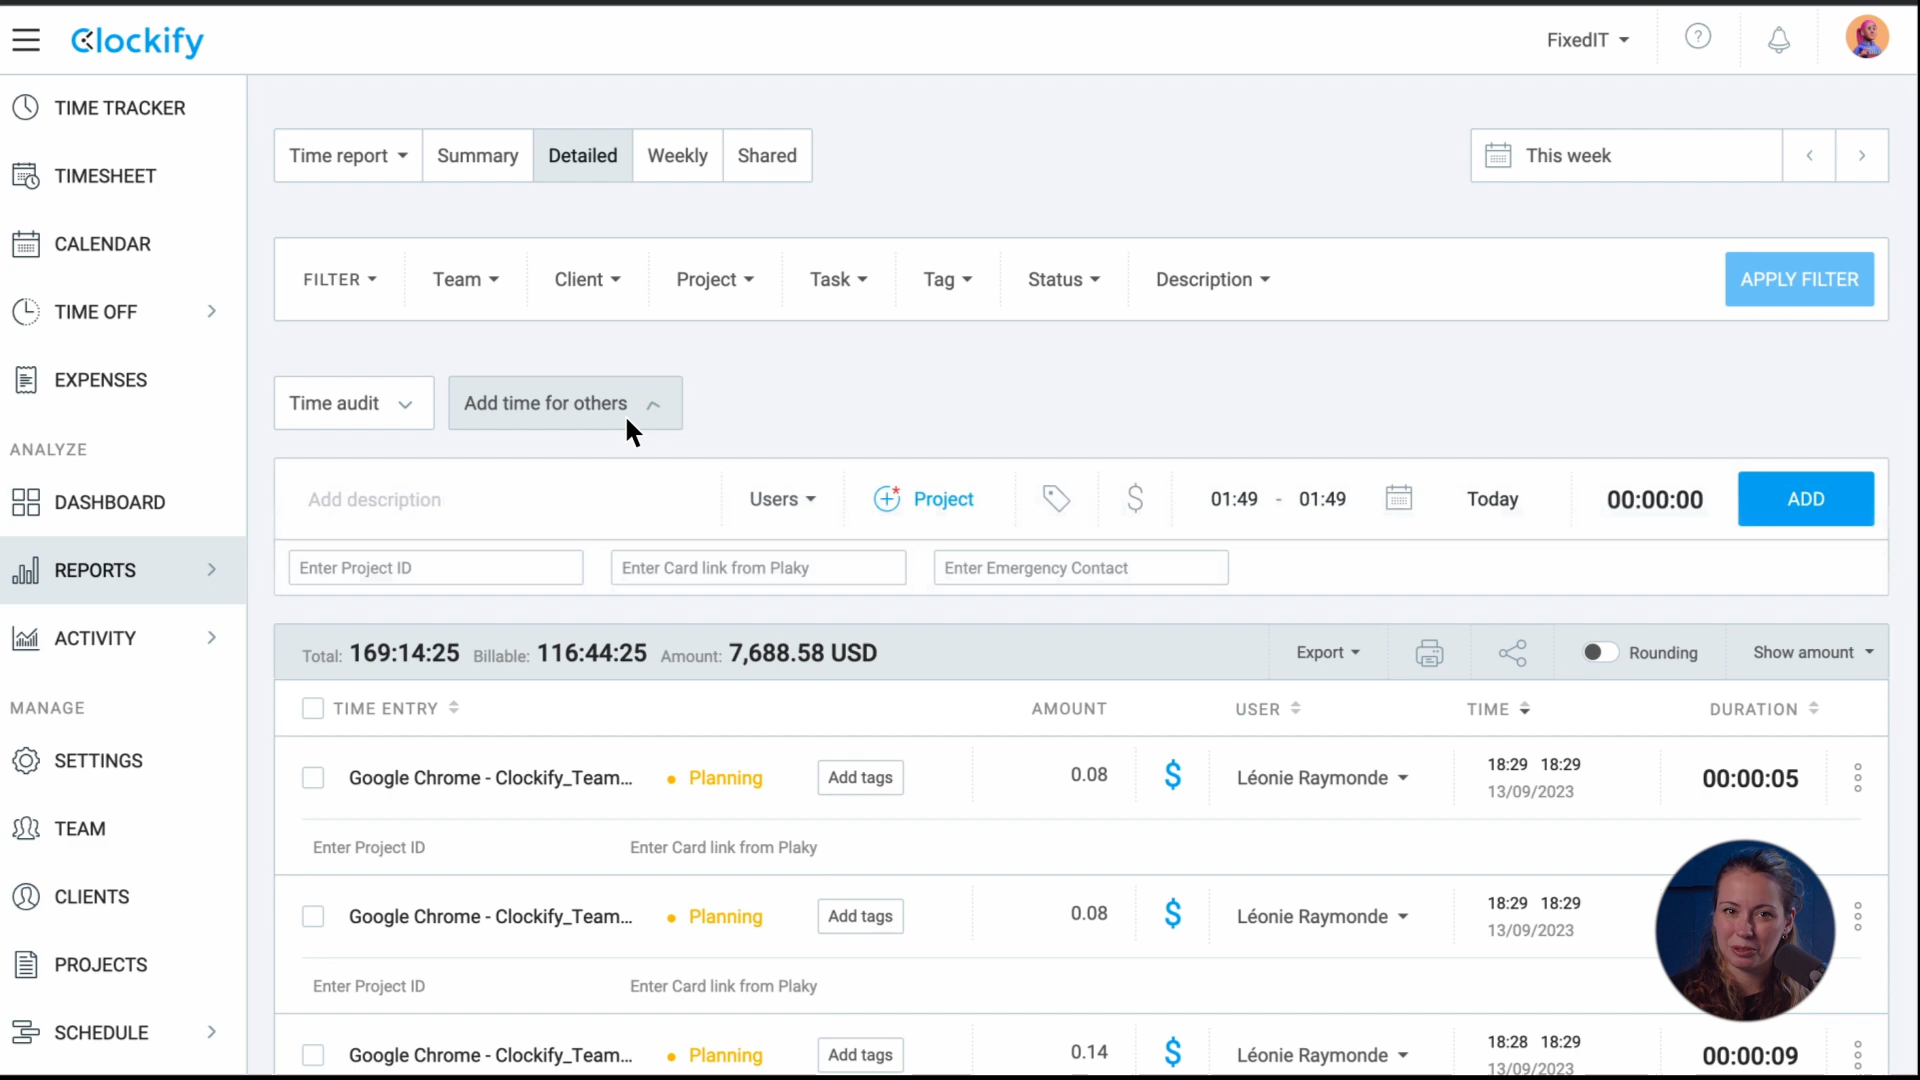 Clockify
FixedIT
TIME TRACKER
TIMESHEET
CALENDAR
TIME OFF
EXPENSES
ANALYZE
DASHBOARD
REPORTS
ACTIVITY
MANAGE
SETTINGS
TEAM
CLIENTS
PROJECTS
SCHEDULE
Time report Summary Detailed Weekly Shared
This week
FILTER Team Client Project Task Tag Status Description APPLY FILTER
Time audit Add time for others
Add description Users Project 01:49 - 01:49 Today 00:00:00 ADD
Enter Project ID Enter Card link from Plaky Enter Emergency Contact
Total: 169:14:25 Billable: 116:44:25 Amount: 7,688.58 USD Export Rounding Show amount
TIME ENTRY AMOUNT USER TIME DURATION
Google Chrome - Clockify_Team... Planning Add tags 0.08 $ Léonie Raymonde 18:29 18:29 00:00:05
13/09/2023
Enter Project ID Enter Card link from Plaky
Google Chrome - Clockify_Team... Planning Add tags 0.08 $ Léonie Raymonde 18:29 18:29
13/09/2023
Enter Project ID Enter Card link from Plaky
Google Chrome - Clockify_Team... Planning Add tags 0.14 $ Léonie Raymonde 18:28 18:29 00:00:09
13/09/2023